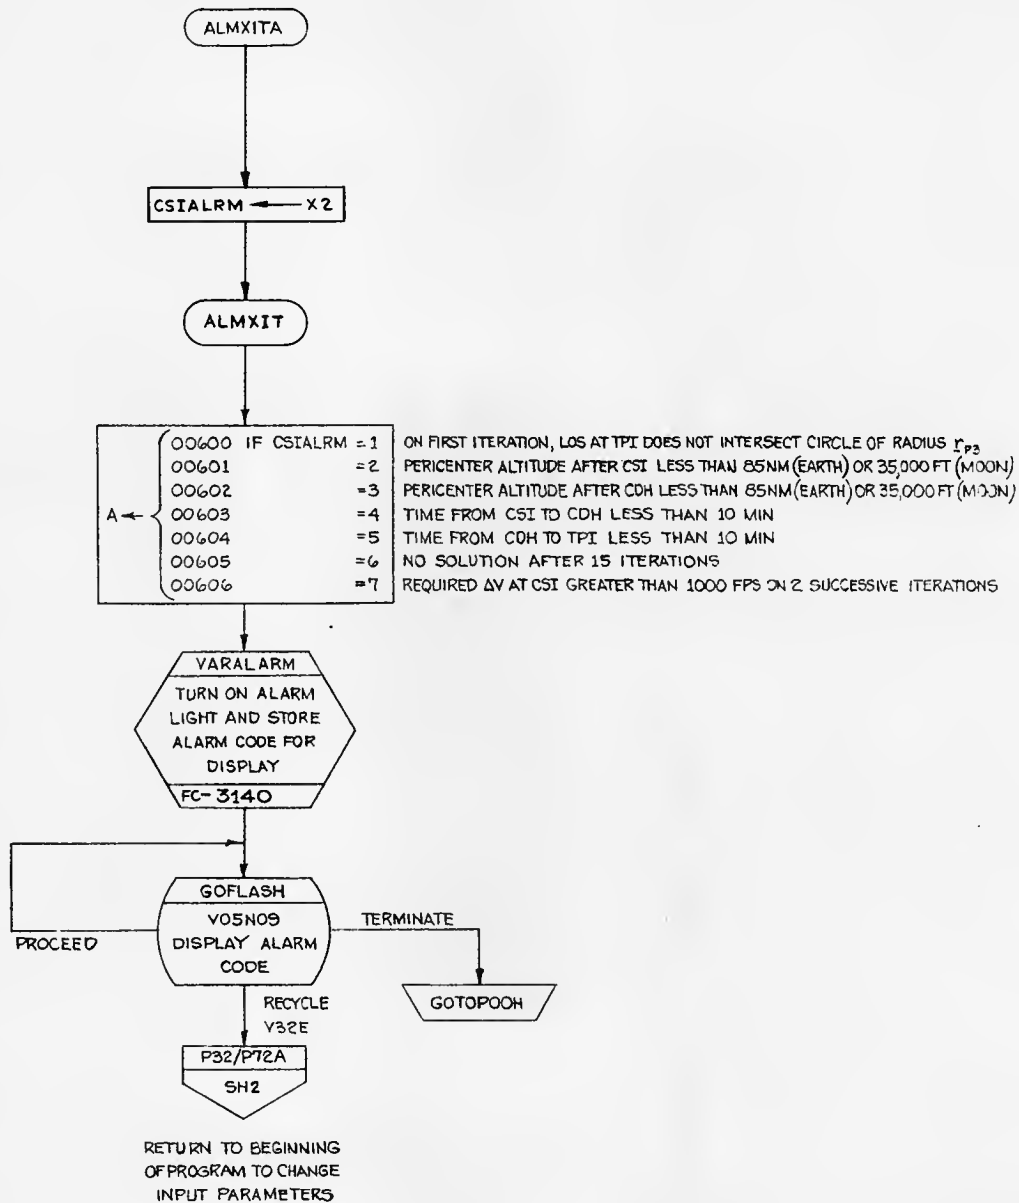 ALMXITA
CSIALRM ← X2
ALMXIT
A ←
00600 IF CSIALRM = 1 ON FIRST ITERATION, LOS AT TPI DOES NOT INTERSECT CIRCLE OF RADIUS r_P3
00601 = 2 PERICENTER ALTITUDE AFTER CSI LESS THAN 85NM (EARTH) OR 35,000 FT (MOON)
00602 = 3 PERICENTER ALTITUDE AFTER CDH LESS THAN 85NM (EARTH) OR 35,000 FT (MOON)
00603 = 4 TIME FROM CSI TO CDH LESS THAN 10 MIN
00604 = 5 TIME FROM CDH TO TPI LESS THAN 10 MIN
00605 = 6 NO SOLUTION AFTER 15 ITERATIONS
00606 = 7 REQUIRED ΔV AT CSI GREATER THAN 1000 FPS ON 2 SUCCESSIVE ITERATIONS
VARALARM
TURN ON ALARM
LIGHT AND STORE
ALARM CODE FOR
DISPLAY
FC-3140
GOFLASH
V05N09
DISPLAY ALARM
CODE
PROCEED
TERMINATE
GOTOPOOH
RECYCLE
V32E
P32/P72A
SH2
RETURN TO BEGINNING
OF PROGRAM TO CHANGE
INPUT PARAMETERS